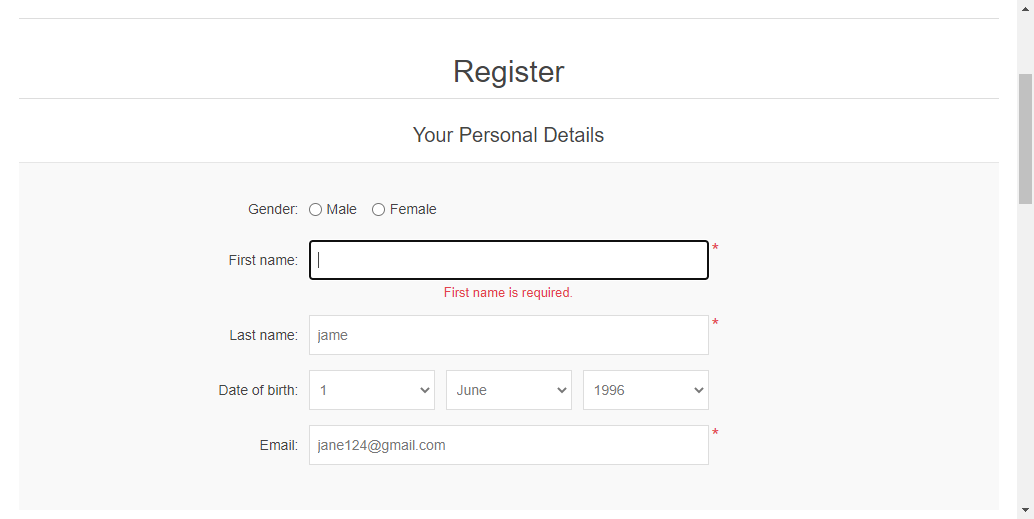 Register
Your Personal Details
Gender: Male Female
First name: *
First name is required.
Last name: jame *
Date of birth: 1 June 1996
Email: jane124@gmail.com *